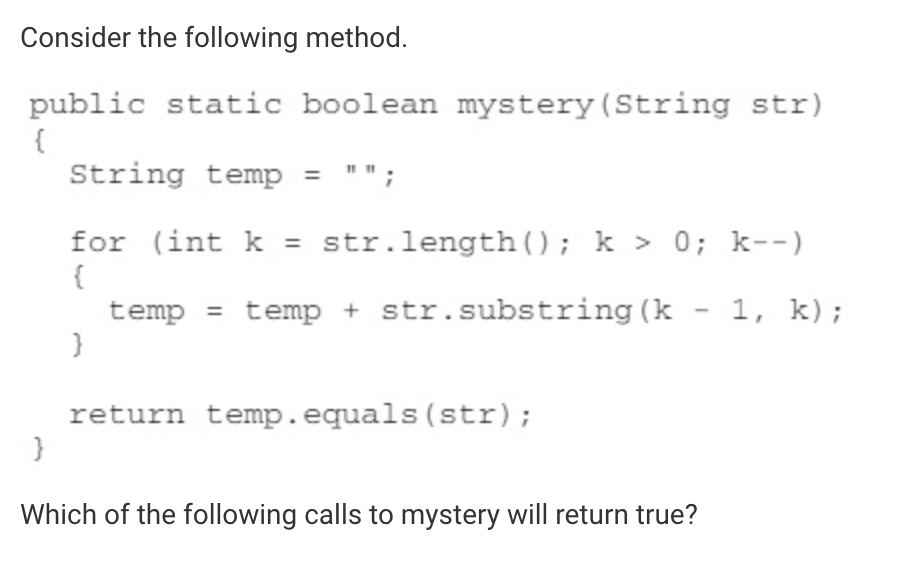 Consider the following method.
public static boolean mystery(String str)
{
String temp = "";
for (int k = str.length(); k > 0; k--)
{
temp = temp + str.substring(k - 1, k);
}
return temp.equals(str);
}
Which of the following calls to mystery will return true?